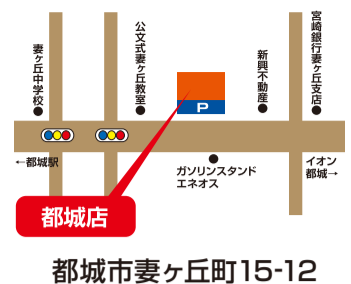 妻ヶ丘中学校
公文式妻ヶ丘教室
新興不動産
宮崎銀行妻ヶ丘支店
P
←都城駅
ガソリンスタンド
エネオス
イオン
都城→
都城店
都城市妻ヶ丘町15-12